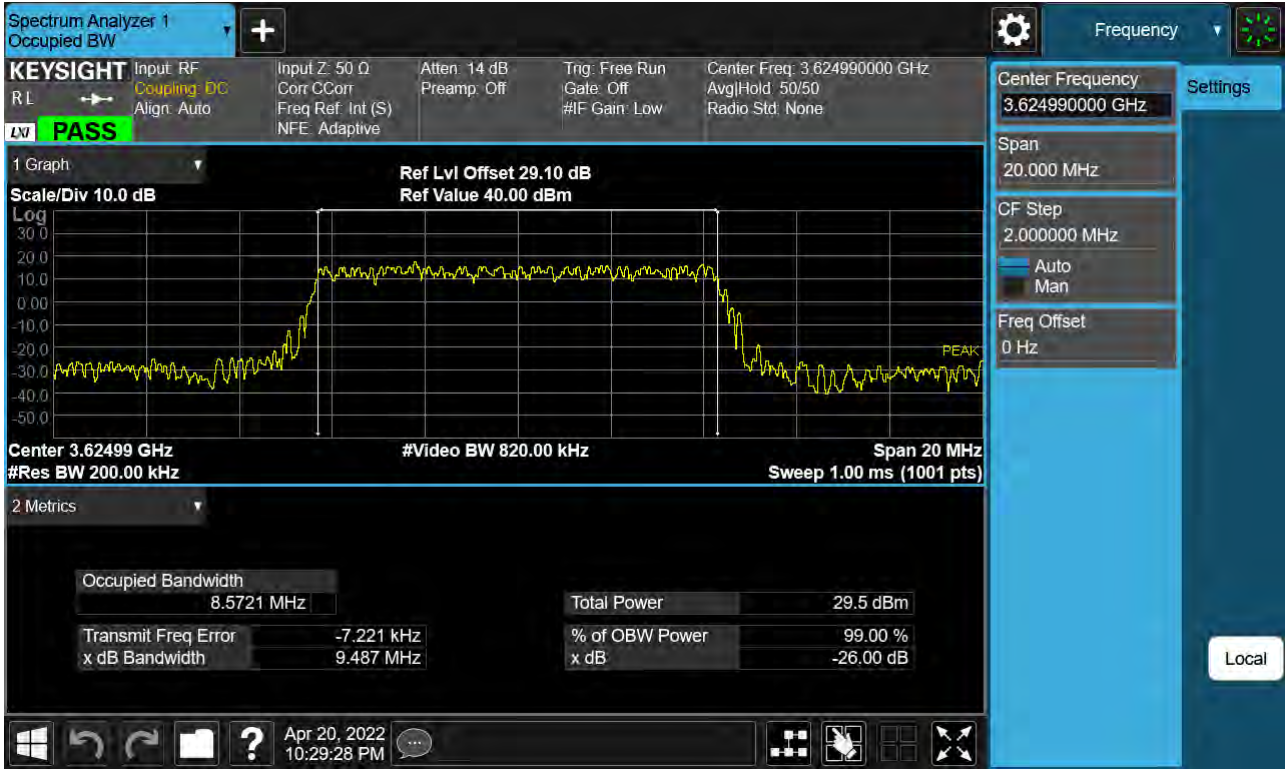 Spectrum Analyzer 1
Occupied BW
Frequency
KEYSIGHT
R L
LXI
PASS
Input: RF
Coupling: DC
Align: Auto
Input Z: 50 Ω
Corr CCorr
Freq Ref: Int (S)
NFE: Adaptive
Atten: 14 dB
Preamp: Off
Trig: Free Run
Gate: Off
#IF Gain: Low
Center Freq: 3.624990000 GHz
Avg|Hold: 50/50
Radio Std: None
1 Graph
Scale/Div 10.0 dB
Ref Lvl Offset 29.10 dB
Ref Value 40.00 dBm
Log
30.0
20.0
10.0
0.00
-10.0
-20.0
-30.0
-40.0
-50.0
PEAK
Center 3.62499 GHz
#Res BW 200.00 kHz
#Video BW 820.00 kHz
Span 20 MHz
Sweep 1.00 ms (1001 pts)
2 Metrics
Occupied Bandwidth
8.5721 MHz
Transmit Freq Error -7.221 kHz
x dB Bandwidth 9.487 MHz
Total Power 29.5 dBm
% of OBW Power 99.00 %
x dB -26.00 dB
Center Frequency
3.624990000 GHz
Span
20.000 MHz
CF Step
2.000000 MHz
Auto
Man
Freq Offset
0 Hz
Settings
Local
?
Apr 20, 2022
10:29:28 PM